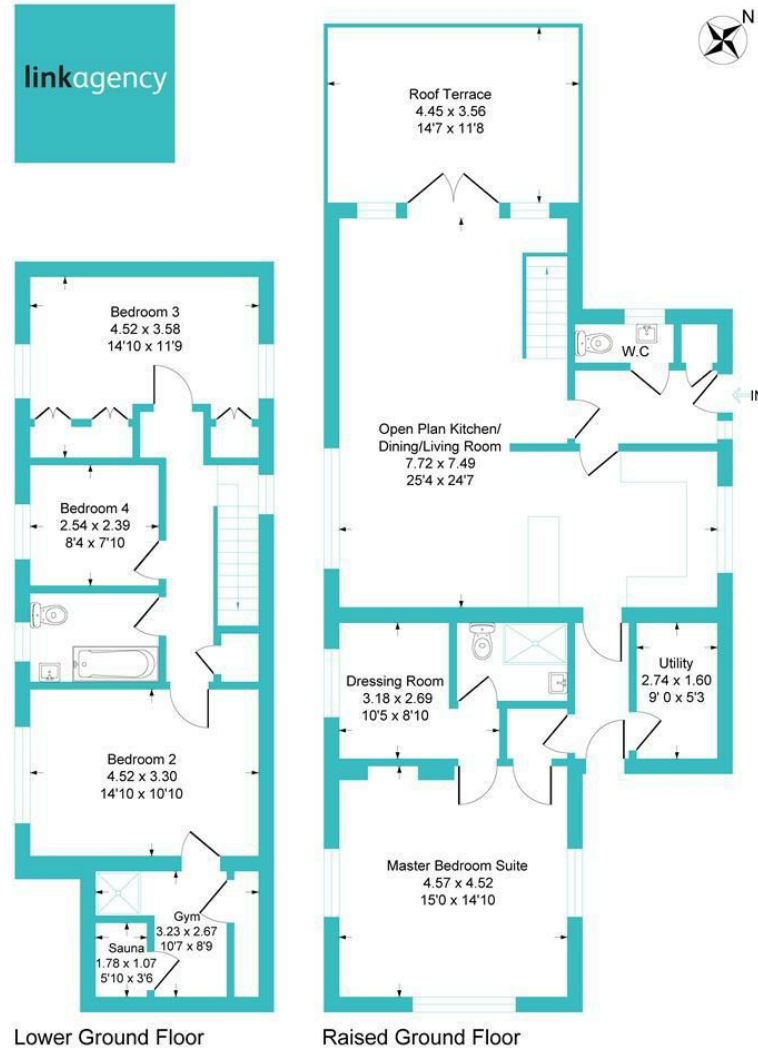 linkagency
N
Roof Terrace
4.45 x 3.56
14'7 x 11'8
Bedroom 3
4.52 x 3.58
14'10 x 11'9
W.C
IN
Open Plan Kitchen/
Dining/Living Room
7.72 x 7.49
25'4 x 24'7
Bedroom 4
2.54 x 2.39
8'4 x 7'10
Dressing Room
3.18 x 2.69
10'5 x 8'10
Utility
2.74 x 1.60
9' 0 x 5'3
Bedroom 2
4.52 x 3.30
14'10 x 10'10
Master Bedroom Suite
4.57 x 4.52
15'0 x 14'10
Gym
3.23 x 2.67
10'7 x 8'9
Sauna
1.78 x 1.07
5'10 x 3'6
Lower Ground Floor
Raised Ground Floor